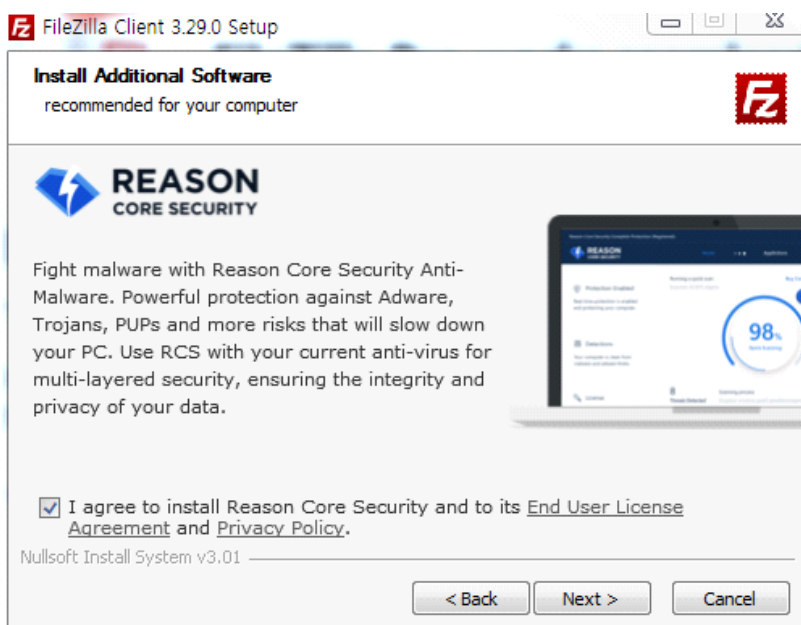 FileZilla Client 3.29.0 Setup
Install Additional Software
recommended for your computer
REASON
CORE SECURITY
Fight malware with Reason Core Security Anti-
Malware. Powerful protection against Adware,
Trojans, PUPs and more risks that will slow down
your PC. Use RCS with your current anti-virus for
multi-layered security, ensuring the integrity and
privacy of your data.
REASON
98%
I agree to install Reason Core Security and to its End User License
Agreement and Privacy Policy.
Nullsoft Install System v3.01
< Back
Next >
Cancel